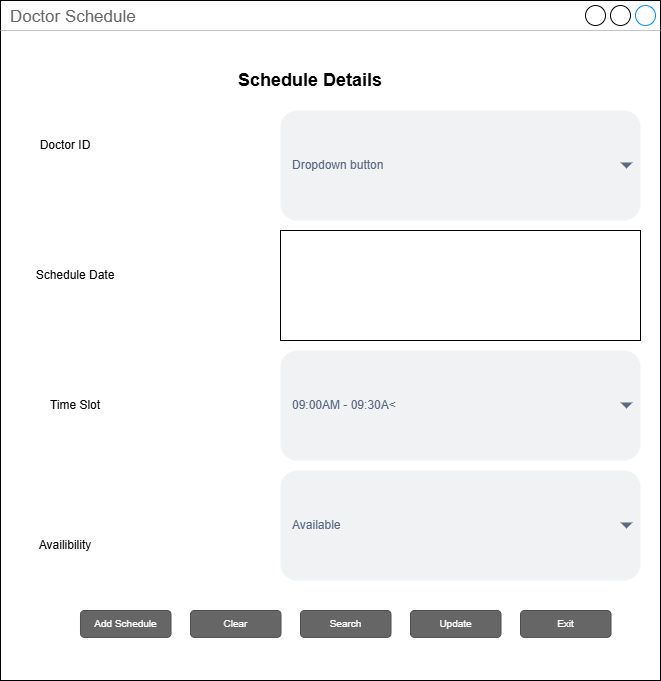 Doctor Schedule
Schedule Details
Doctor ID
Dropdown button
Schedule Date
Time Slot
09:00AM - 09:30A<
Available
Availibility
Add Schedule
Clear
Search
Update
Exit